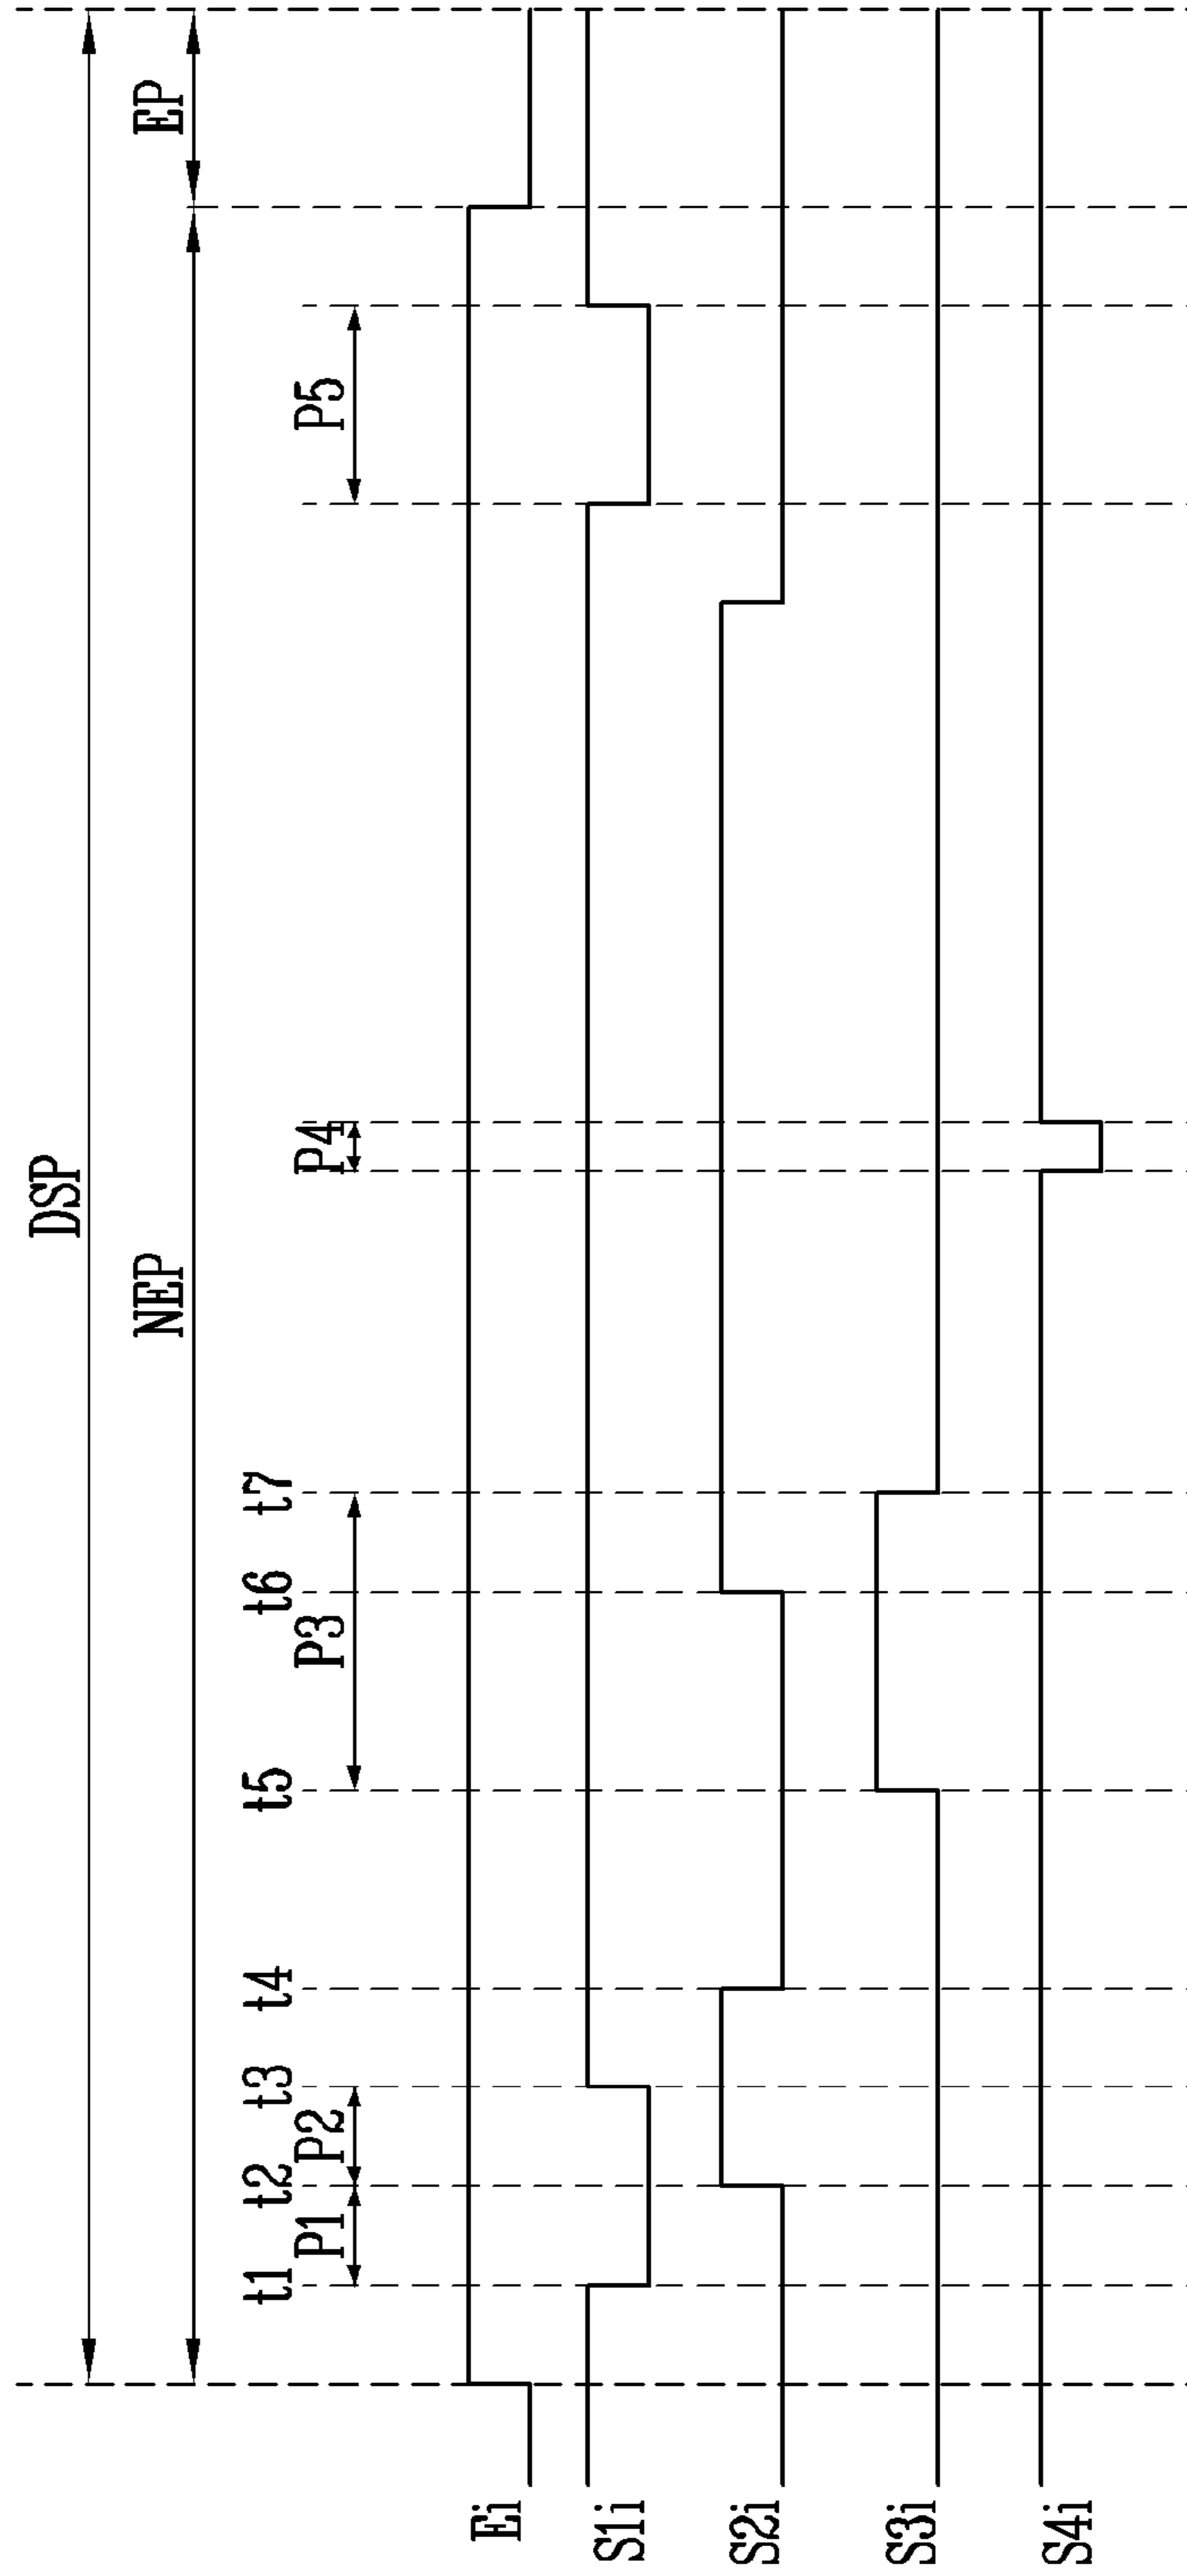 DSP
NEP EP
t1 t2 t3 t4 t5 t6 t7
P1 P2 P3 P4 P5
Ei
S1i
S2i
S3i
S4i